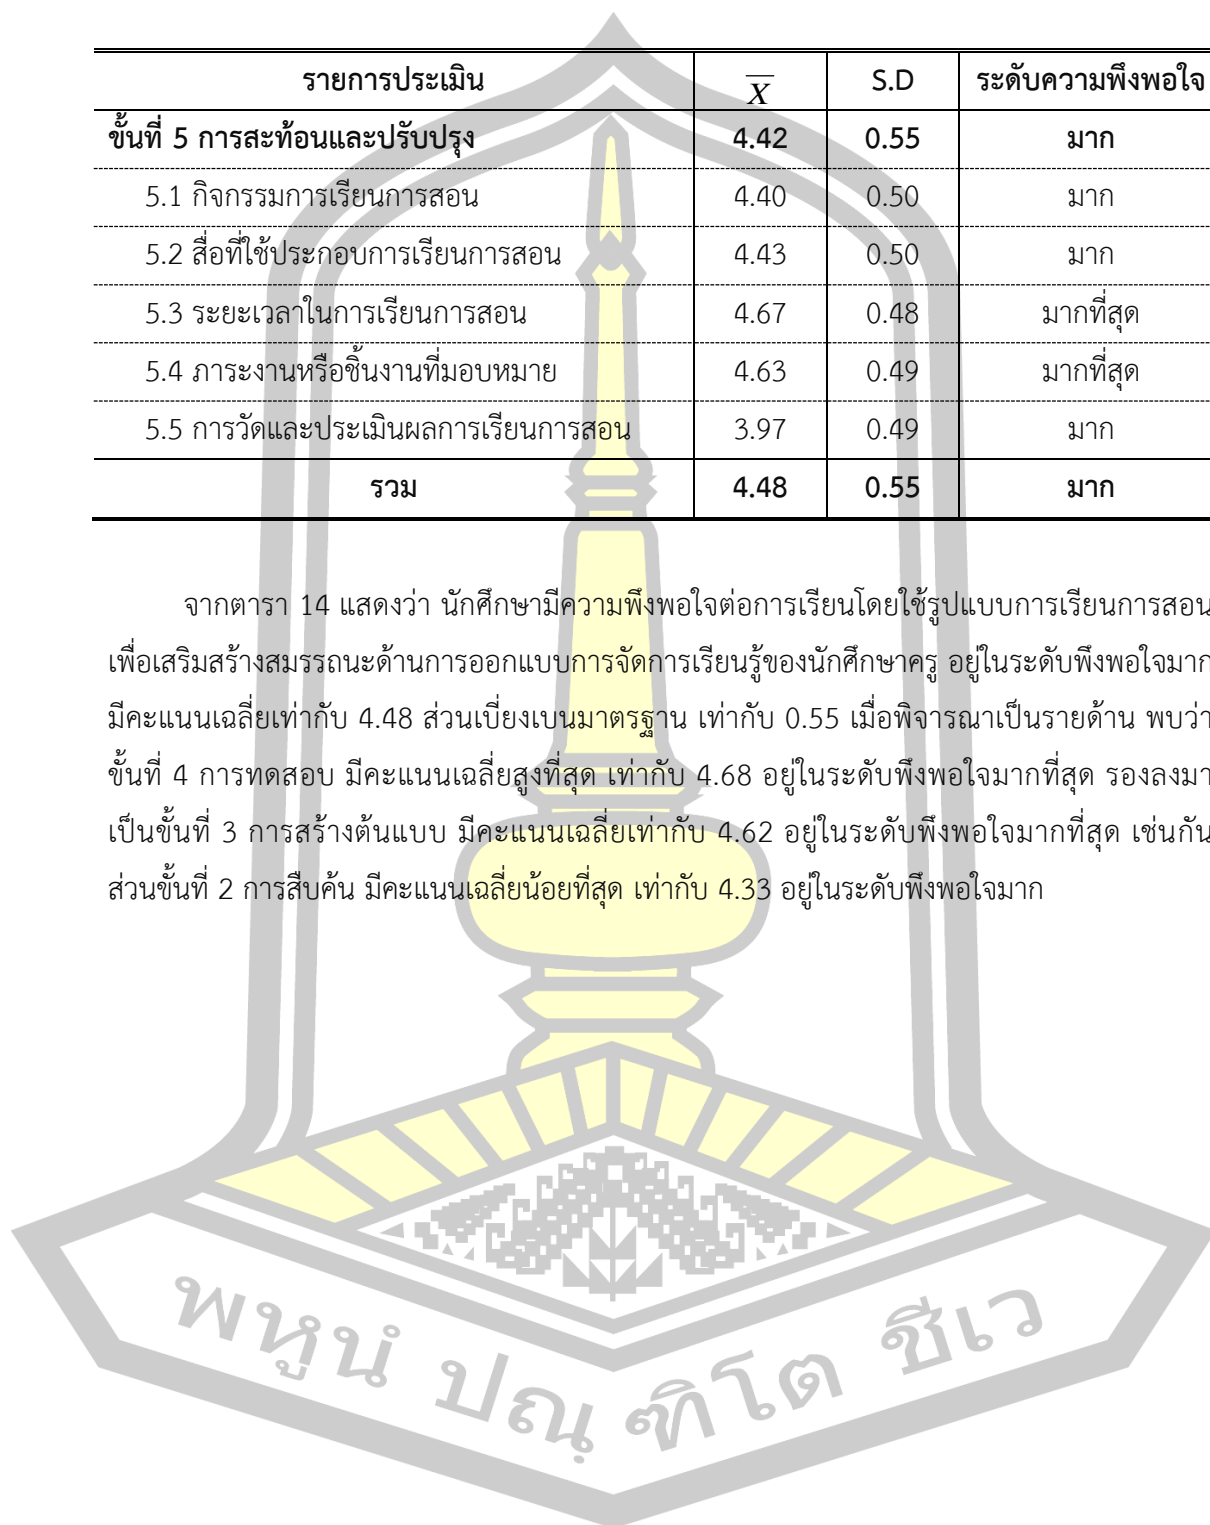 รายการประเมิน X̅ S.D ระดับความพึงพอใจ
ขั้นที่ 5 การสะท้อนและปรับปรุง 4.42 0.55 มาก
5.1 กิจกรรมการเรียนการสอน 4.40 0.50 มาก
5.2 สื่อที่ใช้ประกอบการเรียนการสอน 4.43 0.50 มาก
5.3 ระยะเวลาในการเรียนการสอน 4.67 0.48 มากที่สุด
5.4 ภาระงานหรือชิ้นงานที่มอบหมาย 4.63 0.49 มากที่สุด
5.5 การวัดและประเมินผลการเรียนการสอน 3.97 0.49 มาก
รวม 4.48 0.55 มาก
จากตารา 14 แสดงว่า นักศึกษามีความพึงพอใจต่อการเรียนโดยใช้รูปแบบการเรียนการสอน
เพื่อเสริมสร้างสมรรถนะด้านการออกแบบการจัดการเรียนรู้ของนักศึกษาครู อยู่ในระดับพึงพอใจมาก
มีคะแนนเฉลี่ยเท่ากับ 4.48 ส่วนเบี่ยงเบนมาตรฐาน เท่ากับ 0.55 เมื่อพิจารณาเป็นรายด้าน พบว่า
ขั้นที่ 4 การทดสอบ มีคะแนนเฉลี่ยสูงที่สุด เท่ากับ 4.68 อยู่ในระดับพึงพอใจมากที่สุด รองลงมา
เป็นขั้นที่ 3 การสร้างต้นแบบ มีคะแนนเฉลี่ยเท่ากับ 4.62 อยู่ในระดับพึงพอใจมากที่สุด เช่นกัน
ส่วนขั้นที่ 2 การสืบค้น มีคะแนนเฉลี่ยน้อยที่สุด เท่ากับ 4.33 อยู่ในระดับพึงพอใจมาก
พหูนํ ปณฺฑิโต ชีเว